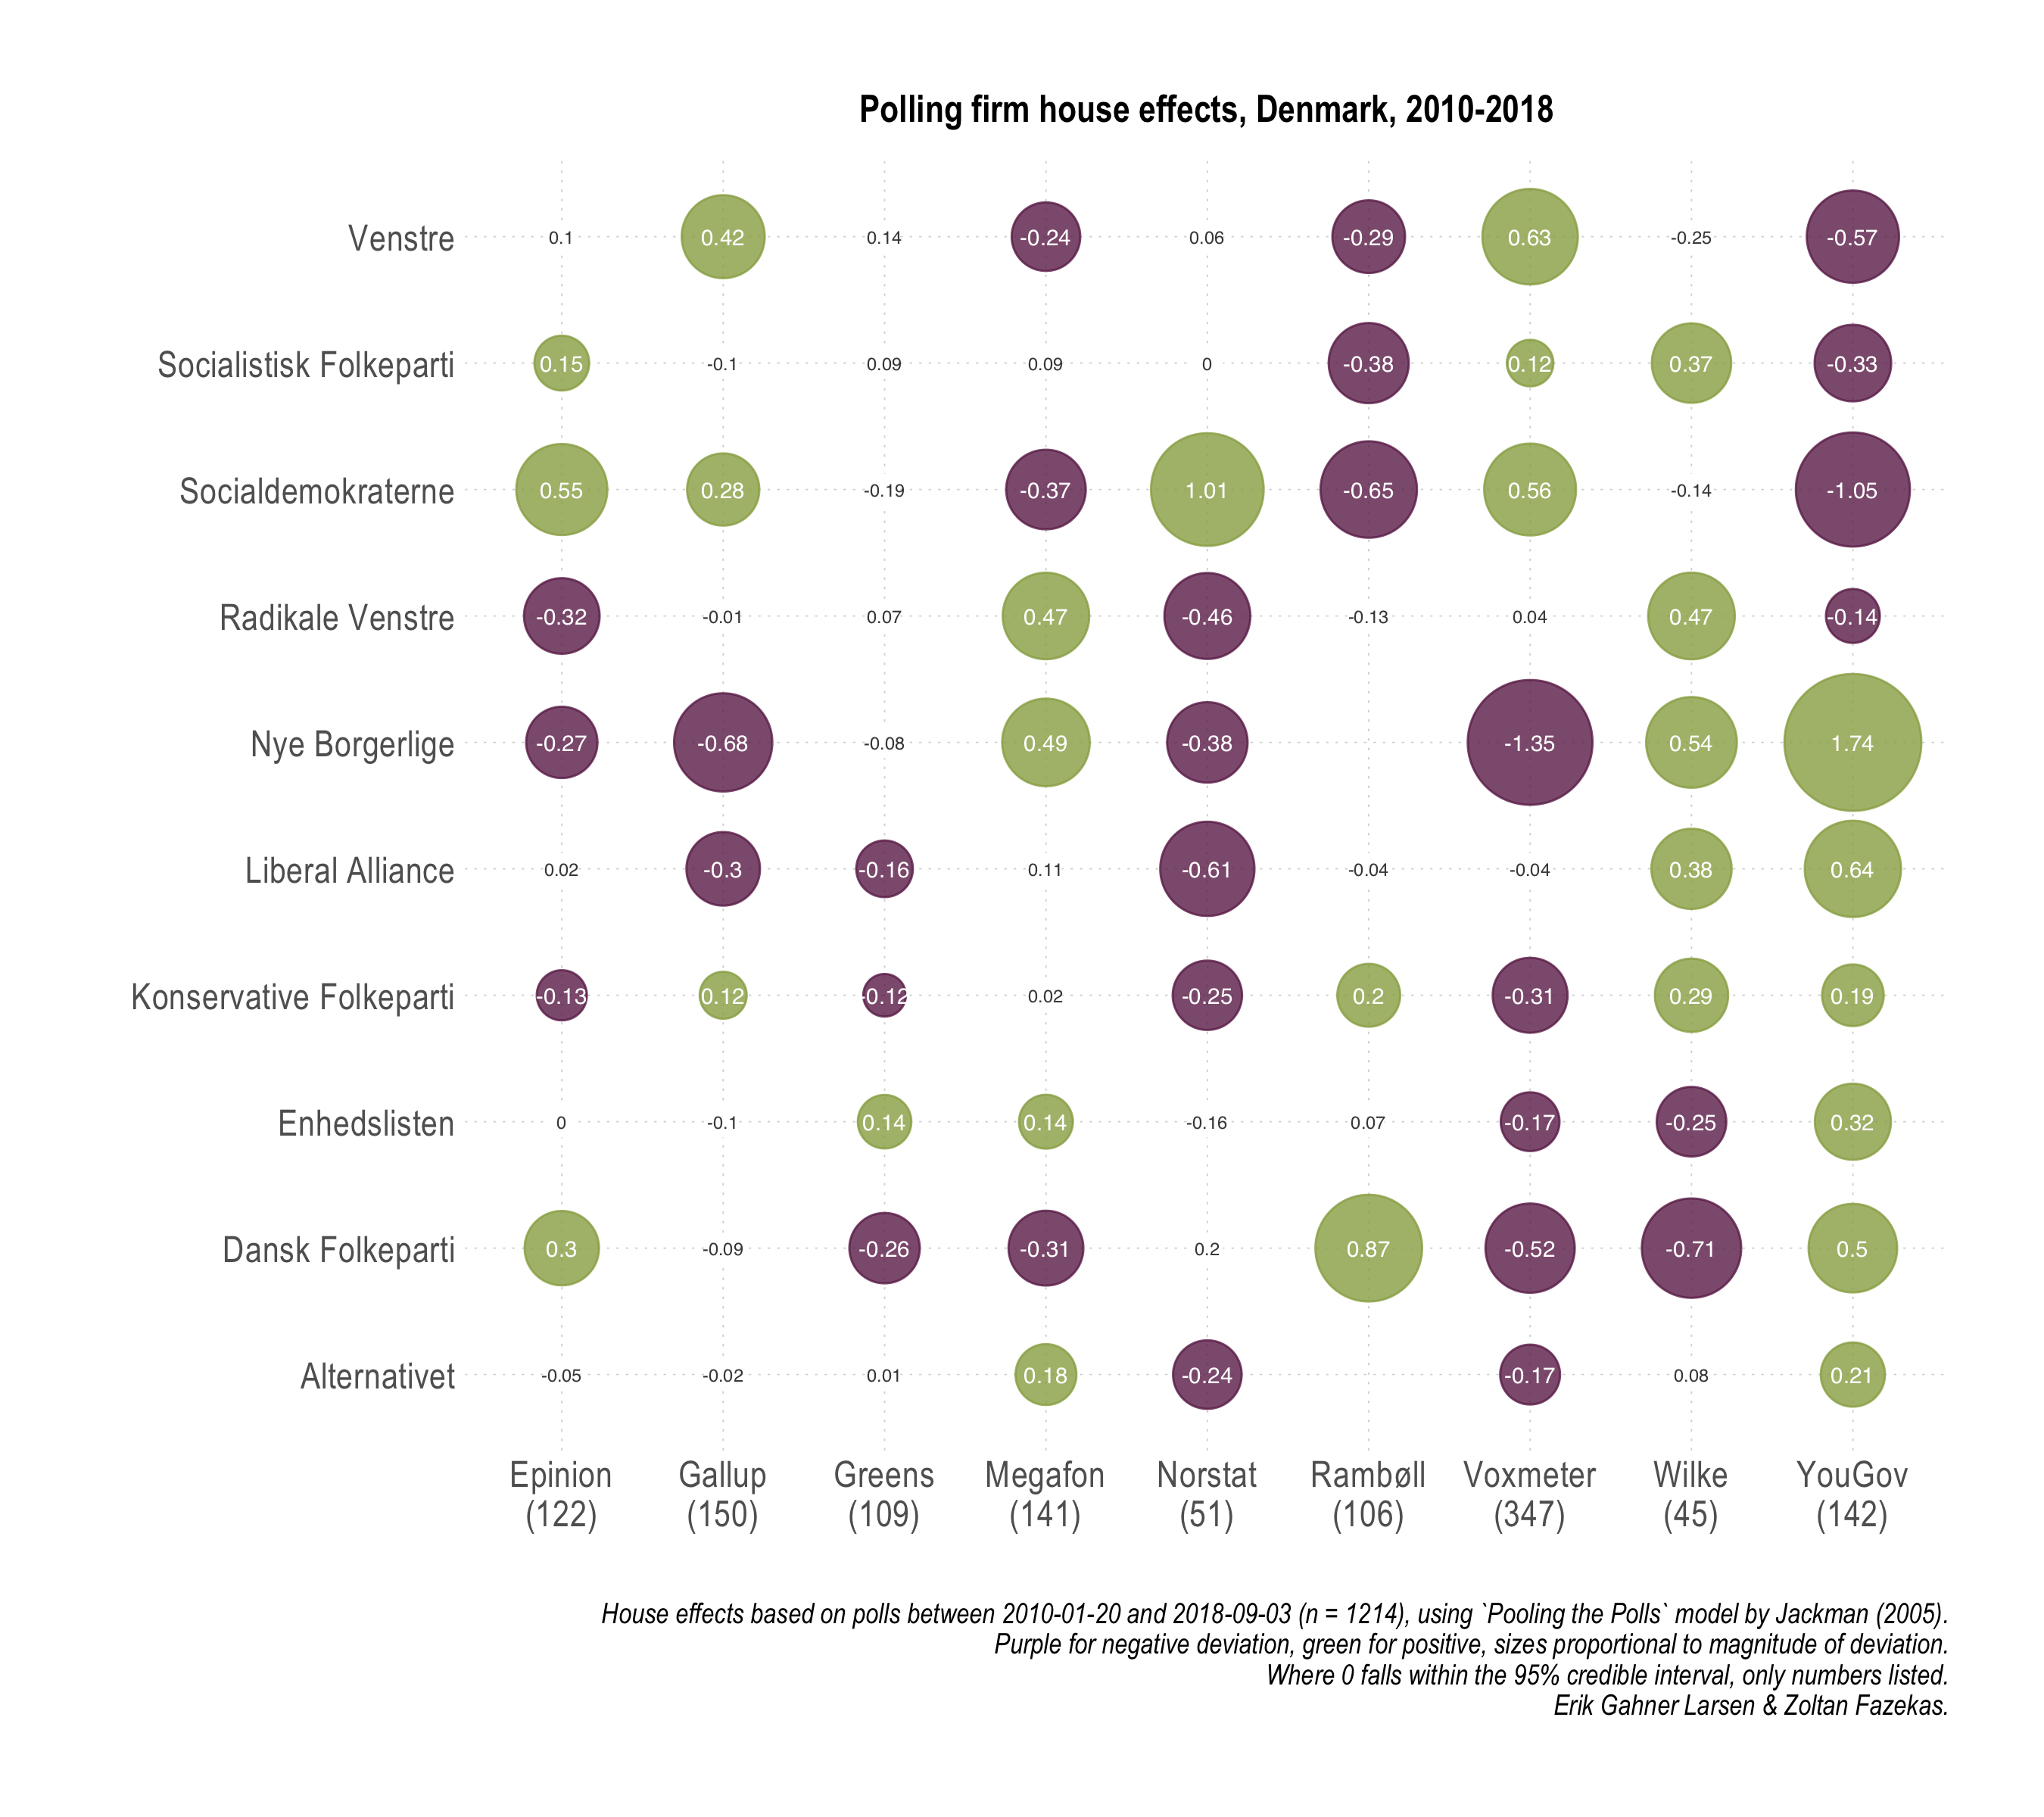 Polling firm house effects, Denmark, 2010-2018
Venstre 0.1 0.42 0.14 -0.24 0.06 -0.29 0.63 -0.25 -0.57
Socialistisk Folkeparti 0.15 -0.1 0.09 0.09 0 -0.38 0.12 0.37 -0.33
Socialdemokraterne 0.55 0.28 -0.19 -0.37 1.01 -0.65 0.56 -0.14 -1.05
Radikale Venstre -0.32 -0.01 0.07 0.47 -0.46 -0.13 0.04 0.47 -0.14
Nye Borgerlige -0.27 -0.68 -0.08 0.49 -0.38 -1.35 0.54 1.74
Liberal Alliance 0.02 -0.3 -0.16 0.11 -0.61 -0.04 -0.04 0.38 0.64
Konservative Folkeparti -0.13 0.12 -0.12 0.02 -0.25 0.2 -0.31 0.29 0.19
Enhedslisten 0 -0.1 0.14 0.14 -0.16 0.07 -0.17 -0.25 0.32
Dansk Folkeparti 0.3 -0.09 -0.26 -0.31 0.2 0.87 -0.52 -0.71 0.5
Alternativet -0.05 -0.02 0.01 0.18 -0.24 -0.17 0.08 0.21
Epinion Gallup Greens Megafon Norstat Rambøll Voxmeter Wilke YouGov
(122) (150) (109) (141) (51) (106) (347) (45) (142)
House effects based on polls between 2010-01-20 and 2018-09-03 (n = 1214), using `Pooling the Polls` model by Jackman (2005).
Purple for negative deviation, green for positive, sizes proportional to magnitude of deviation.
Where 0 falls within the 95% credible interval, only numbers listed.
Erik Gahner Larsen & Zoltan Fazekas.